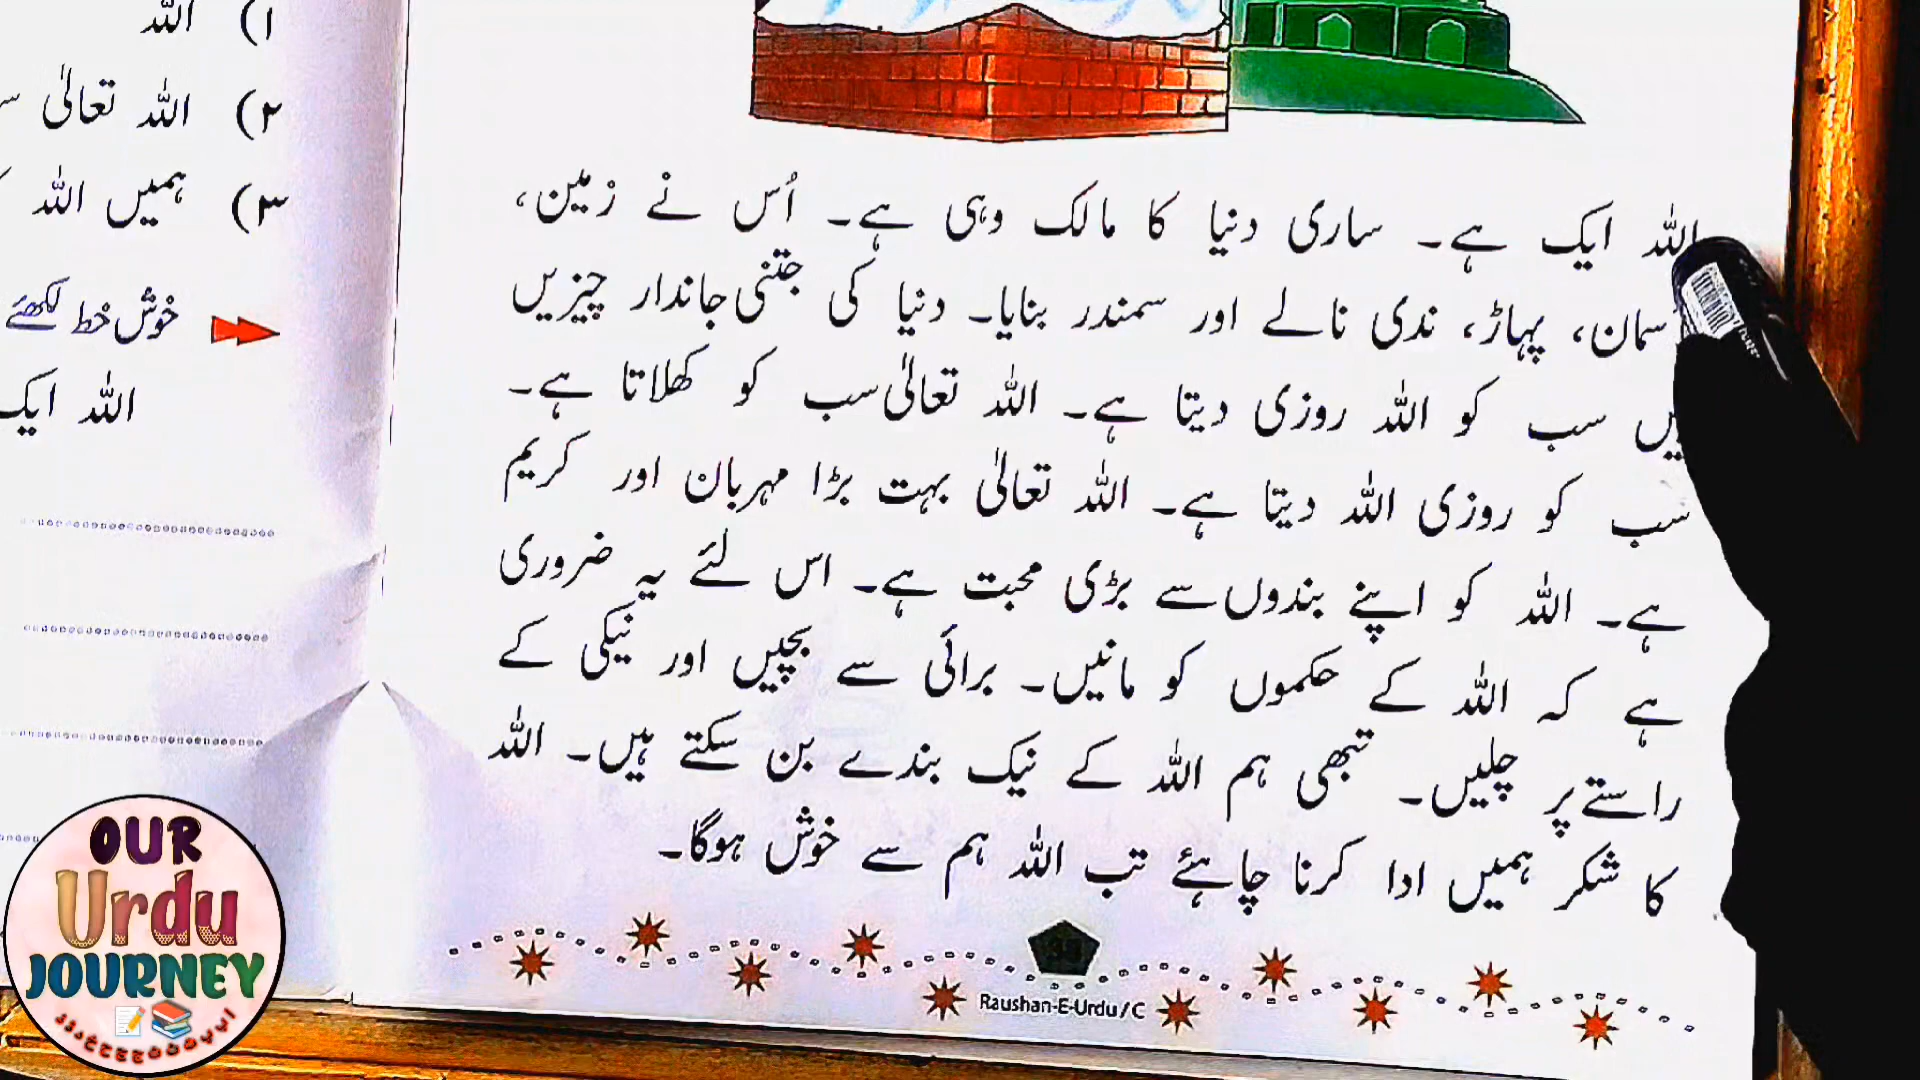 اللہ ایک ہے۔ ساری دنیا کا مالک وہی ہے۔ اُس نے زمین،
سمان، پہاڑ، ندی نالے اور سمندر بنایا۔ دنیا کی جتنی جاندار چیزیں
یں سب کو اللہ روزی دیتا ہے۔ اللہ تعالیٰ سب کو کھلاتا ہے۔
سب کو روزی اللہ دیتا ہے۔ اللہ تعالیٰ بہت بڑا مہربان اور کریم
ہے۔ اللہ کو اپنے بندوں سے بڑی محبت ہے۔ اس لئے یہ ضروری
ہے کہ اللہ کے حکموں کو مانیں۔ برائی سے بچیں اور نیکی کے
راستے پر چلیں۔ تبھی ہم اللہ کے نیک بندے بن سکتے ہیں۔ اللہ
کا شکر ہمیں ادا کرنا چاہئے تب اللہ ہم سے خوش ہوگا۔
Raushan-E-Urdu/C
۱) اللہ
۲) اللہ تعالیٰ
۳) ہمیں اللہ
خوش خط لکھئے
اللہ ایک
OUR
Urdu
JOURNEY